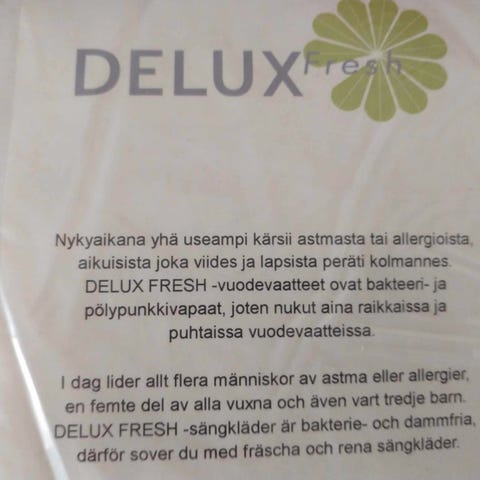 DELUX Fresh
Nykyaikana yhä useampi kärsii astmasta tai allergioista,
aikuisista joka viides ja lapsista peräti kolmannes.
DELUX FRESH -vuodevaatteet ovat bakteeri- ja
pölypunkkivapaat, joten nukut aina raikkaissa ja
puhtaissa vuodevaatteissa.
I dag lider allt flera människor av astma eller allergier,
en femte del av alla vuxna och även vart tredje barn.
DELUX FRESH -sängkläder är bakterie- och dammfria,
därför sover du med fräscha och rena sängkläder.